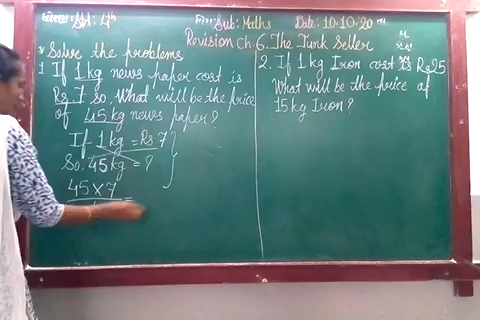 Std: 4th
Sub: Maths
Date: 10.10.20
Revision Ch 6. The Junk Seller
* Solve the problems
1 If 1 kg news paper cost is
Rs. 7 So, What will be the price
of 45 kg news paper?
If 1 kg = Rs 7
So, 45 kg = ?
45 × 7
=
2. If 1 kg Iron cost is Rs 25
What will be the price of
15 kg Iron?